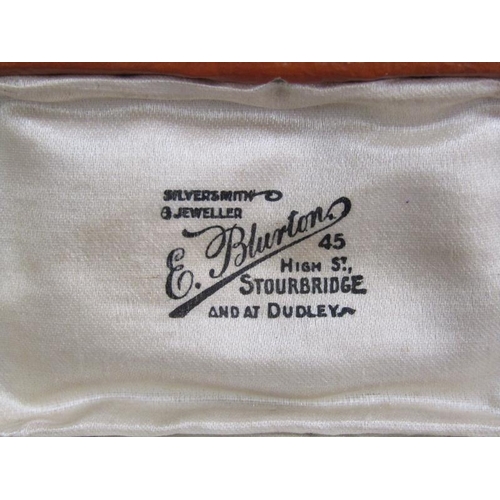 SILVERSMITH
& JEWELLER
E. Blurton
45
HIGH ST.,
STOURBRIDGE
AND AT DUDLEY